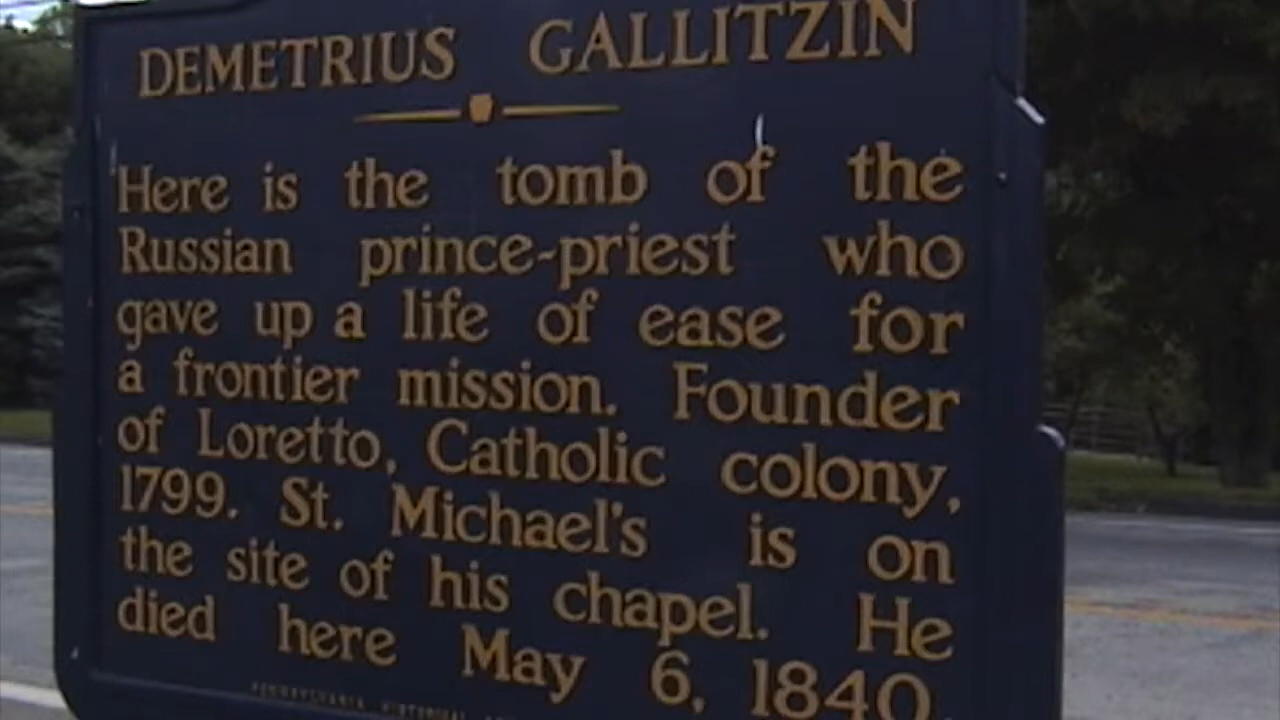 DEMETRIUS GALLITZIN
Here is the tomb of the
Russian prince-priest who
gave up a life of ease for
a frontier mission. Founder
of Loretto, Catholic colony,
1799. St. Michael's is on
the site of his chapel. He
died here May 6, 1840.
PENNSYLVANIA HISTORICAL